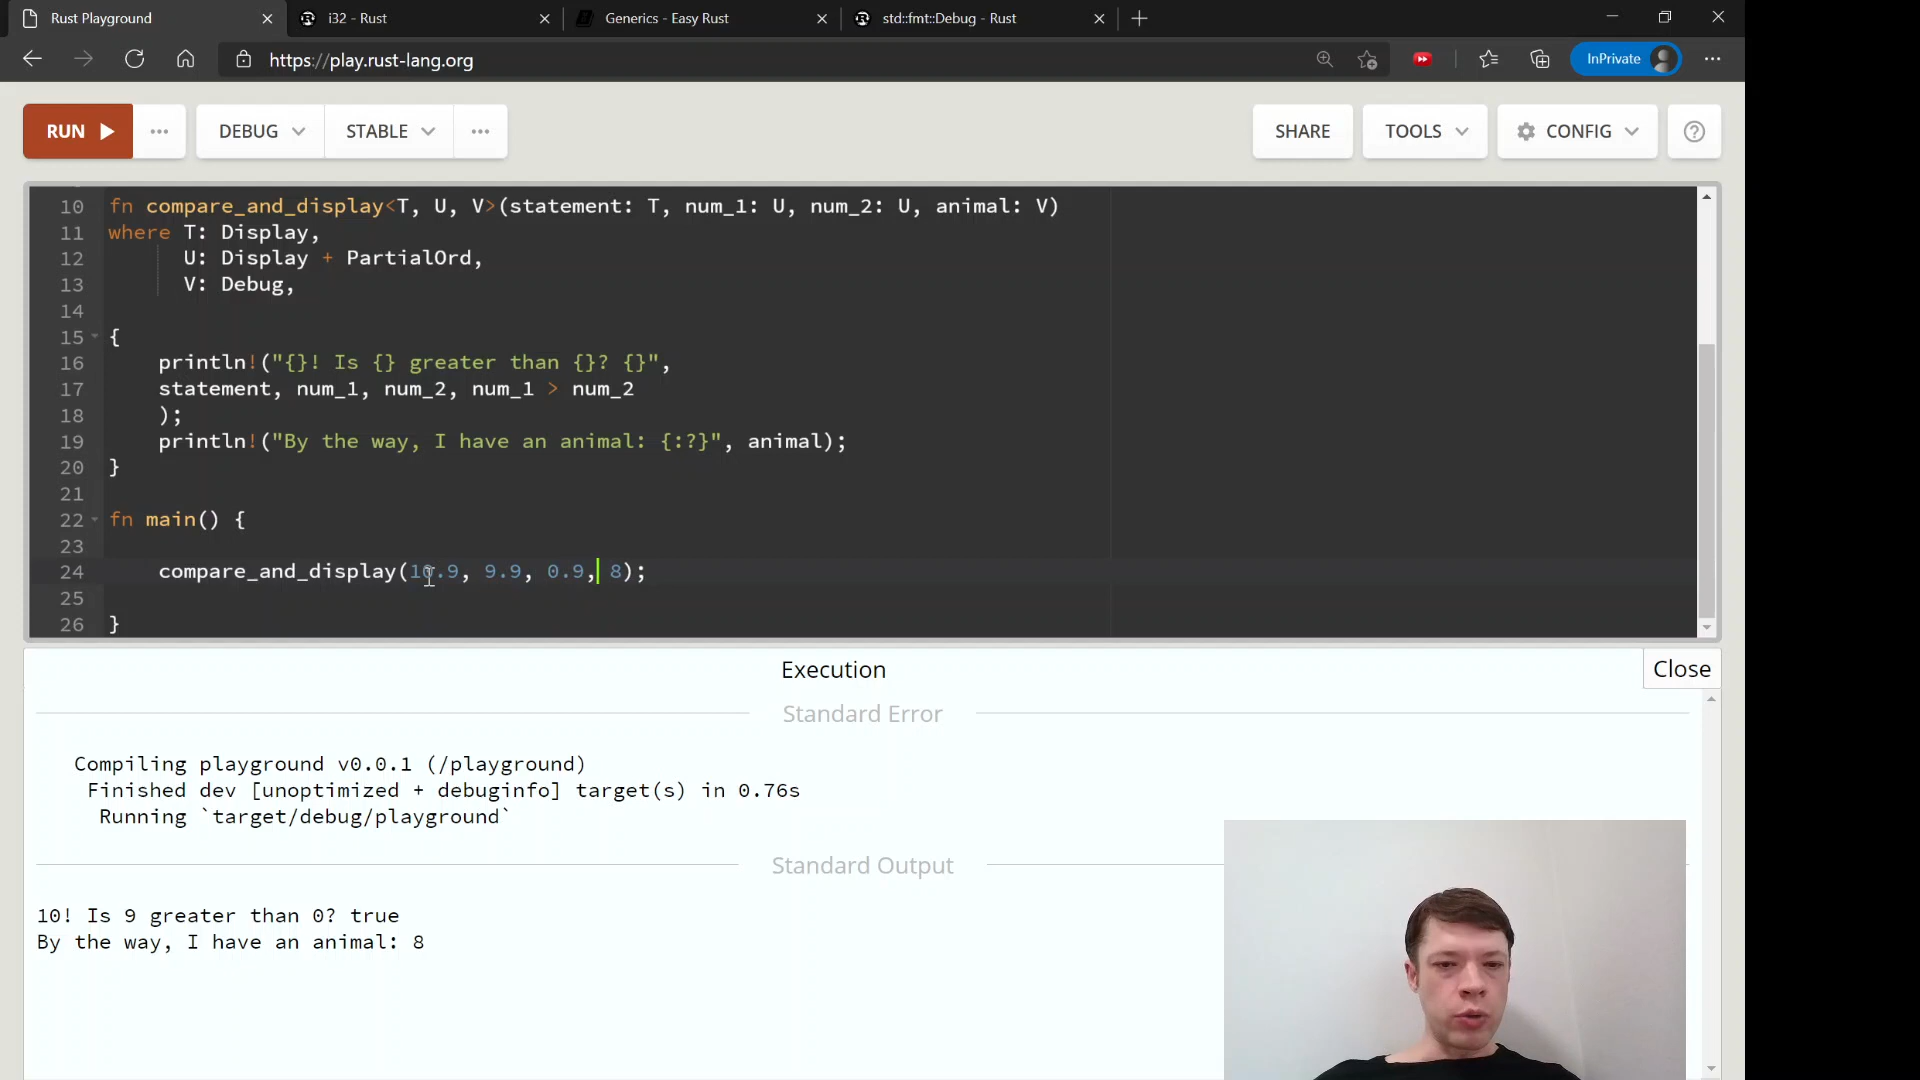 Rust Playground
i32 - Rust
Generics - Easy Rust
std::fmt::Debug - Rust
https://play.rust-lang.org
InPrivate
RUN
DEBUG
STABLE
SHARE
TOOLS
CONFIG
10 fn compare_and_display<T, U, V>(statement: T, num_1: U, num_2: U, animal: V)
11 where T: Display,
12 U: Display + PartialOrd,
13 V: Debug,
14
15 {
16 println!("{}! Is {} greater than {}? {}",
17 statement, num_1, num_2, num_1 > num_2
18 );
19 println!("By the way, I have an animal: {:?}", animal);
20 }
21
22 fn main() {
23
24 compare_and_display(10.9, 9.9, 0.9, 8);
25
26 }
Execution
Close
Standard Error
Compiling playground v0.0.1 (/playground)
Finished dev [unoptimized + debuginfo] target(s) in 0.76s
Running `target/debug/playground`
Standard Output
10! Is 9 greater than 0? true
By the way, I have an animal: 8